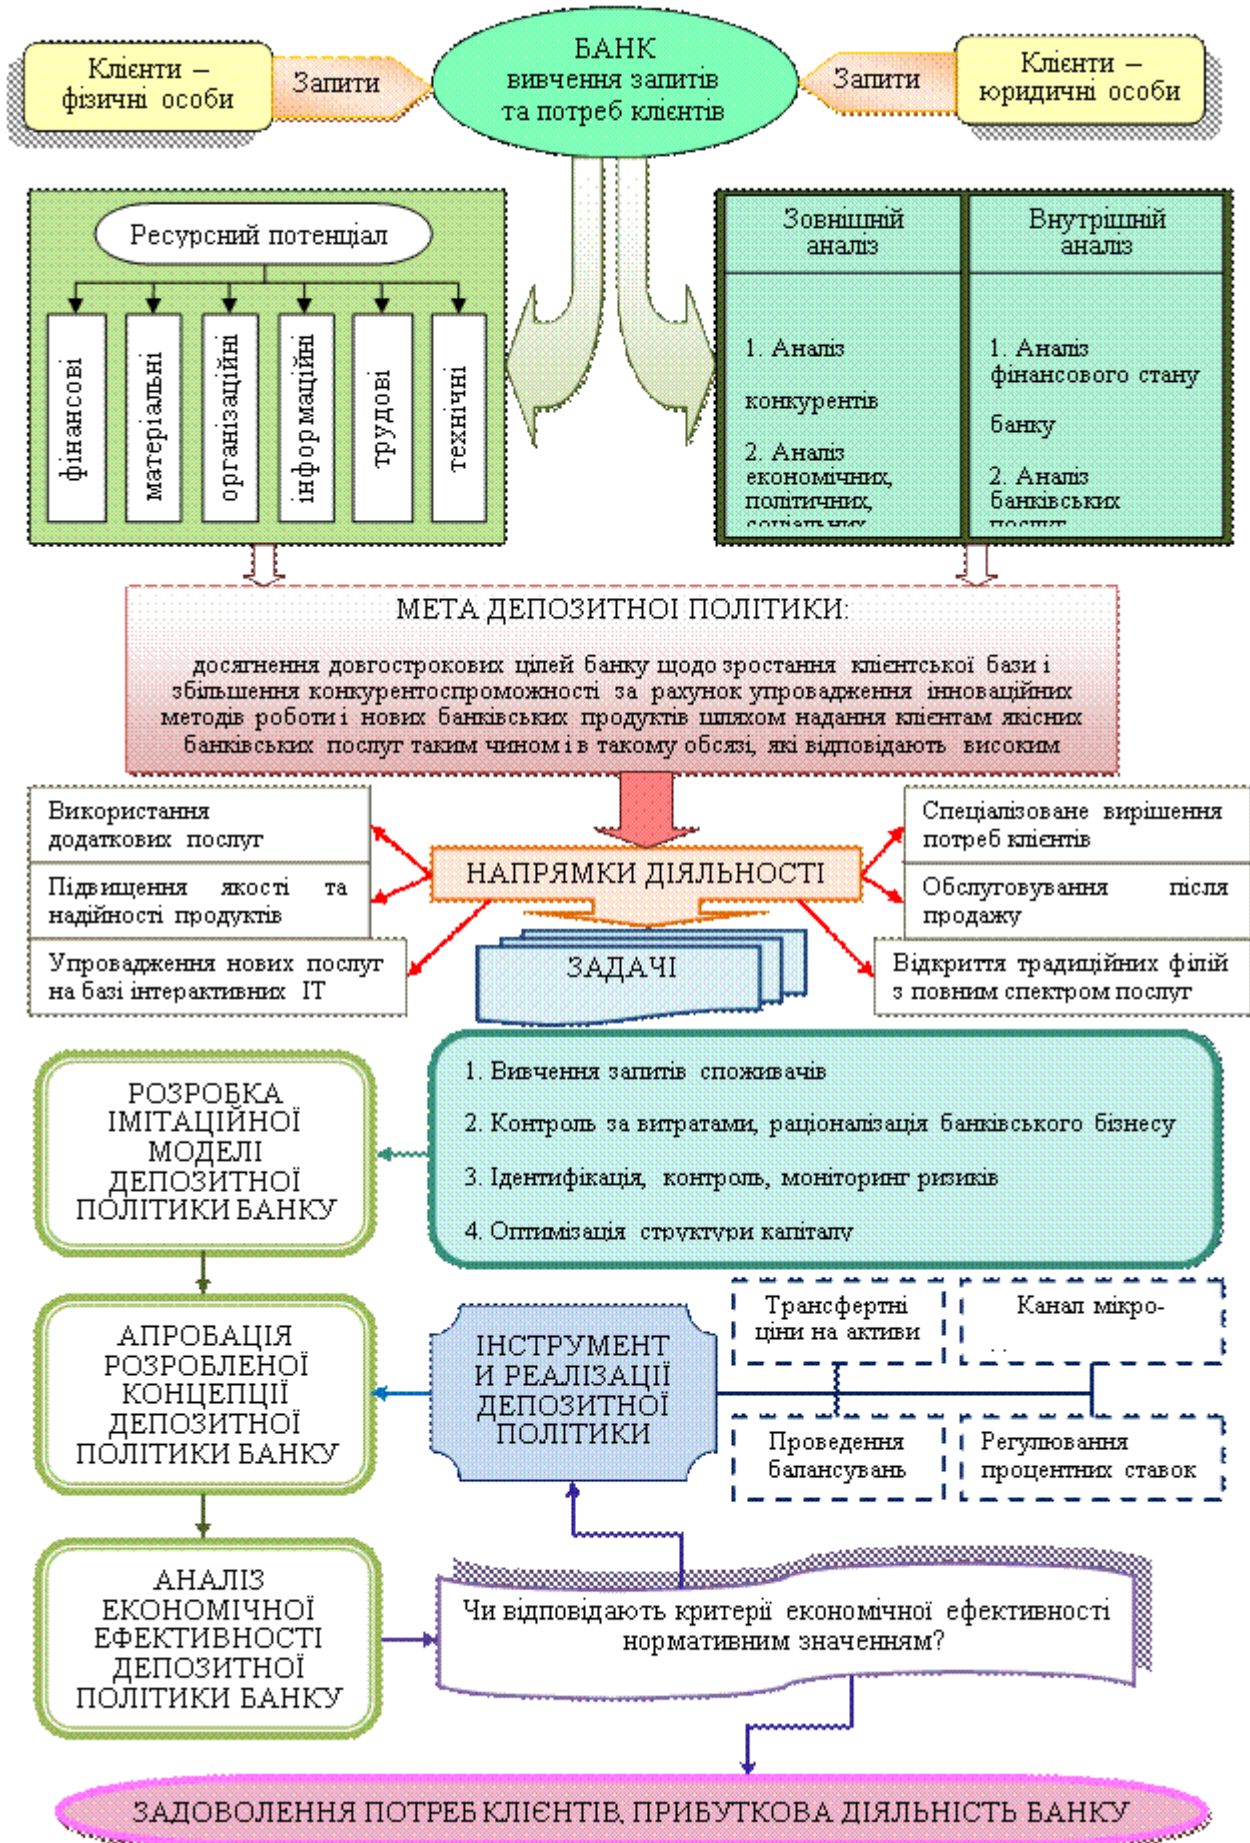 Клієнти –
фізичні особи
Запити
БАНК
вивчення запитів
та потреб клієнтів
Запити
Клієнти –
юридичні особи
Ресурсний потенціал
фінансові
матеріальні
організаційні
інформаційні
трудові
технічні
Зовнішній
аналіз
1. Аналіз
конкурентів
2. Аналіз
економічних,
політичних,
соціальних
Внутрішній
аналіз
1. Аналіз
фінансового стану
банку
2. Аналіз
банківських
послуг
МЕТА ДЕПОЗИТНОЇ ПОЛІТИКИ:
досягнення довгострокових цілей банку щодо зростання клієнтської бази і
збільшення конкурентоспроможності за рахунок упровадження інноваційних
методів роботи і нових банківських продуктів шляхом надання клієнтам якісних
банківських послуг таким чином і в такому обсязі, які відповідають високим
Використання
додаткових послуг
Підвищення якості та
надійності продуктів
Упровадження нових послуг
на базі інтерактивних ІТ
НАПРЯМКИ ДІЯЛЬНОСТІ
Спеціалізоване вирішення
потреб клієнтів
Обслуговування після
продажу
Відкриття традиційних філій
з повним спектром послуг
ЗАДАЧІ
1. Вивчення запитів споживачів
2. Контроль за витратами, раціоналізація банківського бізнесу
3. Ідентифікація, контроль, моніторинг ризиків
4. Оптимізація структури капіталу
РОЗРОБКА
ІМІТАЦІЙНОЇ
МОДЕЛІ
ДЕПОЗИТНОЇ
ПОЛІТИКИ БАНКУ
АПРОБАЦІЯ
РОЗРОБЛЕНОЇ
КОНЦЕПЦІЇ
ДЕПОЗИТНОЇ
ПОЛІТИКИ БАНКУ
ІНСТРУМЕНТ
И РЕАЛІЗАЦІЇ
ДЕПОЗИТНОЇ
ПОЛІТИКИ
Трансфертні
ціни на активи
Канал мікро-
Проведення
балансувань
Регулювання
процентних ставок
АНАЛІЗ
ЕКОНОМІЧНОЇ
ЕФЕКТИВНОСТІ
ДЕПОЗИТНОЇ
ПОЛІТИКИ БАНКУ
Чи відповідають критерії економічної ефективності
нормативним значенням?
ЗАДОВОЛЕННЯ ПОТРЕБ КЛІЄНТІВ, ПРИБУТКОВА ДІЯЛЬНІСТЬ БАНКУ